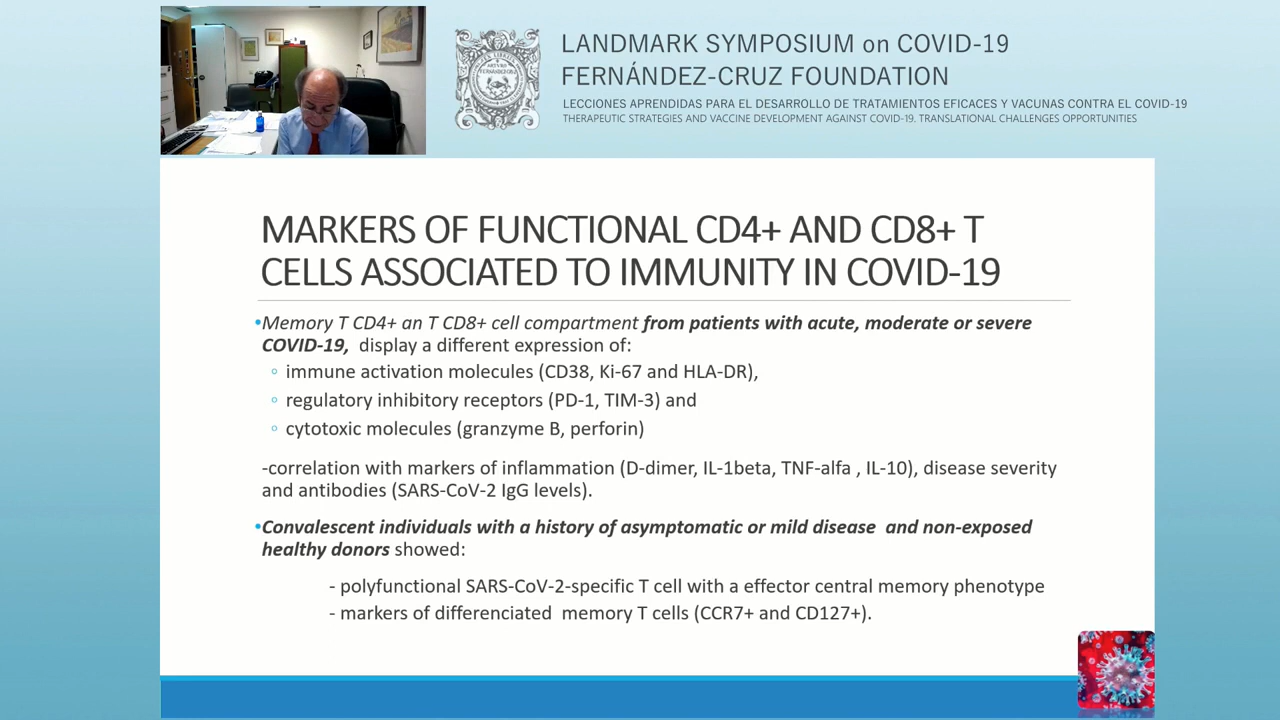 LANDMARK SYMPOSIUM on COVID-19
FERNÁNDEZ-CRUZ FOUNDATION
LECCIONES APRENDIDAS PARA EL DESARROLLO DE TRATAMIENTOS EFICACES Y VACUNAS CONTRA EL COVID-19
THERAPEUTIC STRATEGIES AND VACCINE DEVELOPMENT AGAINST COVID-19. TRANSLATIONAL CHALLENGES OPPORTUNITIES
MARKERS OF FUNCTIONAL CD4+ AND CD8+ T
CELLS ASSOCIATED TO IMMUNITY IN COVID-19
•Memory T CD4+ an T CD8+ cell compartment from patients with acute, moderate or severe
COVID-19, display a different expression of:
◦ immune activation molecules (CD38, Ki-67 and HLA-DR),
◦ regulatory inhibitory receptors (PD-1, TIM-3) and
◦ cytotoxic molecules (granzyme B, perforin)
-correlation with markers of inflammation (D-dimer, IL-1beta, TNF-alfa , IL-10), disease severity
and antibodies (SARS-CoV-2 IgG levels).
•Convalescent individuals with a history of asymptomatic or mild disease and non-exposed
healthy donors showed:
- polyfunctional SARS-CoV-2-specific T cell with a effector central memory phenotype
- markers of differenciated memory T cells (CCR7+ and CD127+).